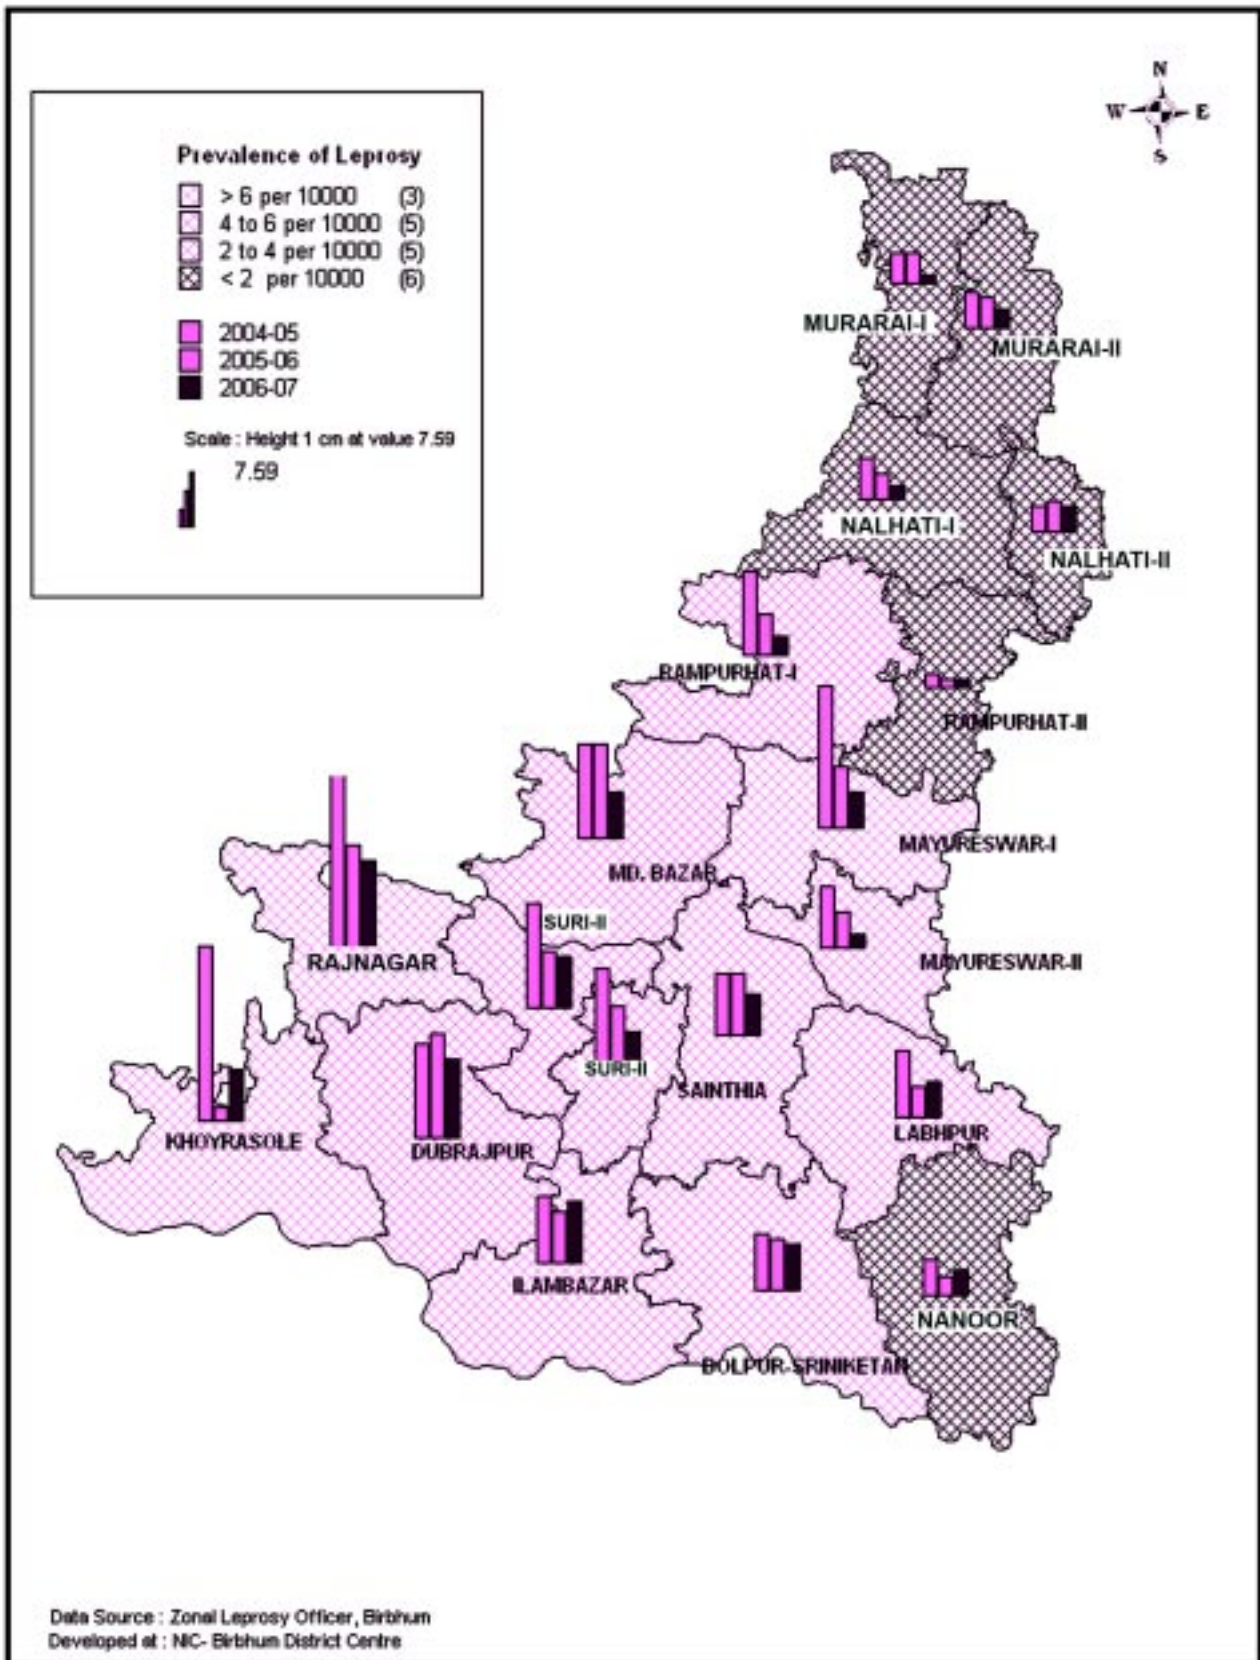 N
W E
S
Prevalence of Leprosy
> 6 per 10000 (3)
4 to 6 per 10000 (5)
2 to 4 per 10000 (5)
< 2 per 10000 (6)
2004-05
2005-06
2006-07
Scale : Height 1 cm at value 7.59
7.59
MURARAI-I
MURARAI-II
NALHATI-I
NALHATI-II
RAMPURHAT-I
RAMPURHAT-II
MAYURESWAR-I
MD. BAZAR
SURI-II
RAJNAGAR
MAYURESWAR-II
SURI-II
SAINTHIA
LABHPUR
KHOYRASOLE
DUBRAJPUR
ILAMBAZAR
NANOOR
BOLPUR-SRINIKETAN
Data Source : Zonal Leprosy Officer, Birbhum
Developed at : NIC- Birbhum District Centre